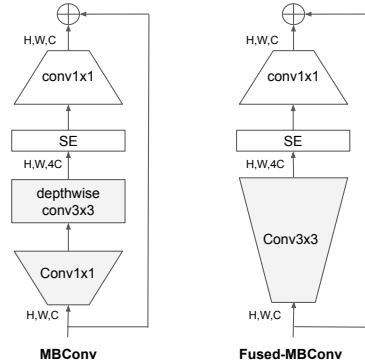 H,W,C
conv1x1
SE
H,W,4C
depthwise
conv3x3
Conv1x1
H,W,C
MBConv
H,W,C
conv1x1
SE
H,W,4C
Conv3x3
H,W,C
Fused-MBConv